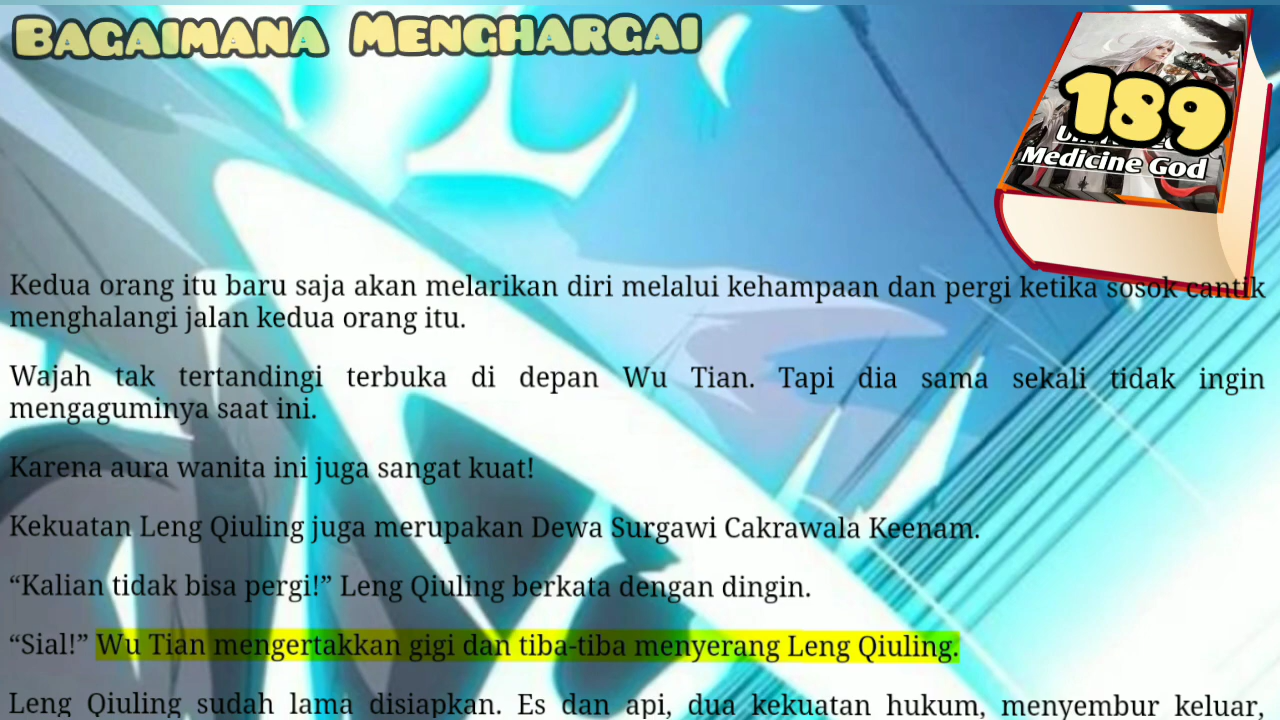 Bagaimana Menghargai
189
Medicine God
Kedua orang itu baru saja akan melarikan diri melalui kehampaan dan pergi ketika sosok cantik
menghalangi jalan kedua orang itu.
Wajah tak tertandingi terbuka di depan Wu Tian. Tapi dia sama sekali tidak ingin
mengaguminya saat ini.
Karena aura wanita ini juga sangat kuat!
Kekuatan Leng Qiuling juga merupakan Dewa Surgawi Cakrawala Keenam.
“Kalian tidak bisa pergi!” Leng Qiuling berkata dengan dingin.
“Sial!” Wu Tian mengertakkan gigi dan tiba-tiba menyerang Leng Qiuling.
Leng Qiuling sudah lama disiapkan. Es dan api, dua kekuatan hukum, menyembur keluar,